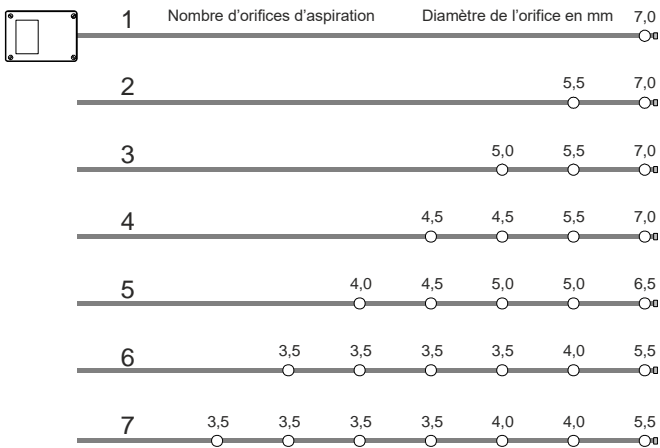 1 Nombre d’orifices d’aspiration Diamètre de l’orifice en mm 7,0
2 5,5 7,0
3 5,0 5,5 7,0
4 4,5 4,5 5,5 7,0
5 4,0 4,5 5,0 5,0 6,5
6 3,5 3,5 3,5 3,5 4,0 5,5
7 3,5 3,5 3,5 3,5 4,0 4,0 5,5